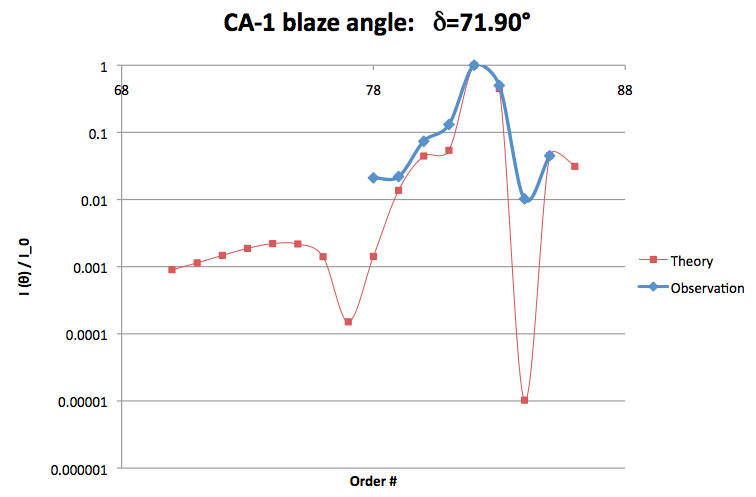 CA-1 blaze angle: δ=71.90°
1
68
78
88
0.1
0.01
0.001
0.0001
0.00001
0.000001
I (θ) / I_0
Order #
Theory
Observation